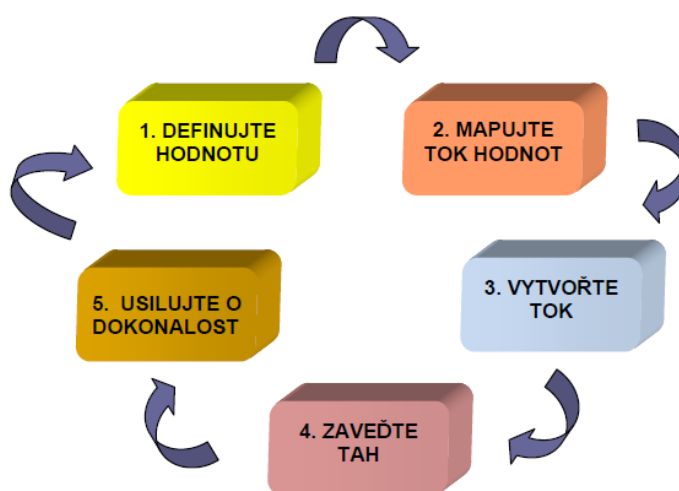 1. DEFINUJTE
HODNOTU
2. MAPUJTE
TOK HODNOT
3. VYTVOŘTE
TOK
4. ZAVEĎTE
TAH
5. USILUJTE O
DOKONALOST